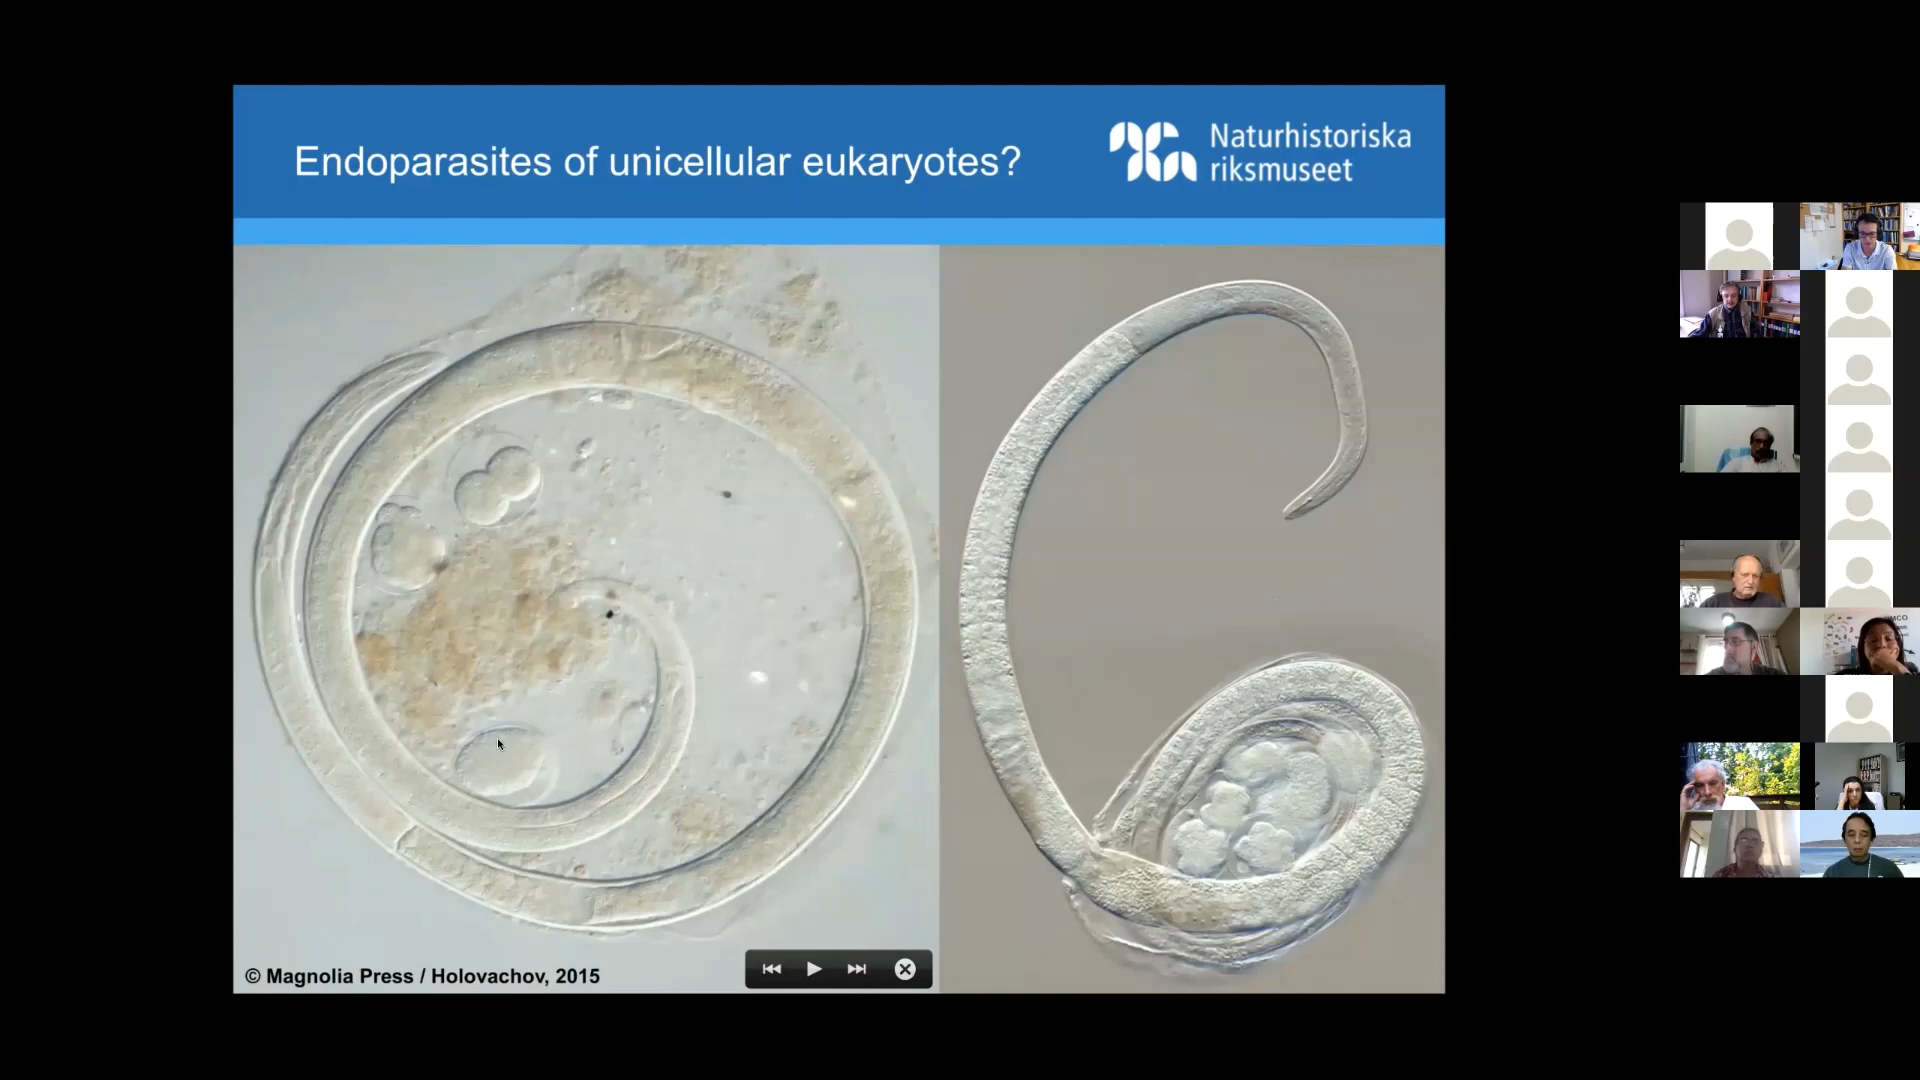 Endoparasites of unicellular eukaryotes?
Naturhistoriska
riksmuseet
© Magnolia Press / Holovachov, 2015